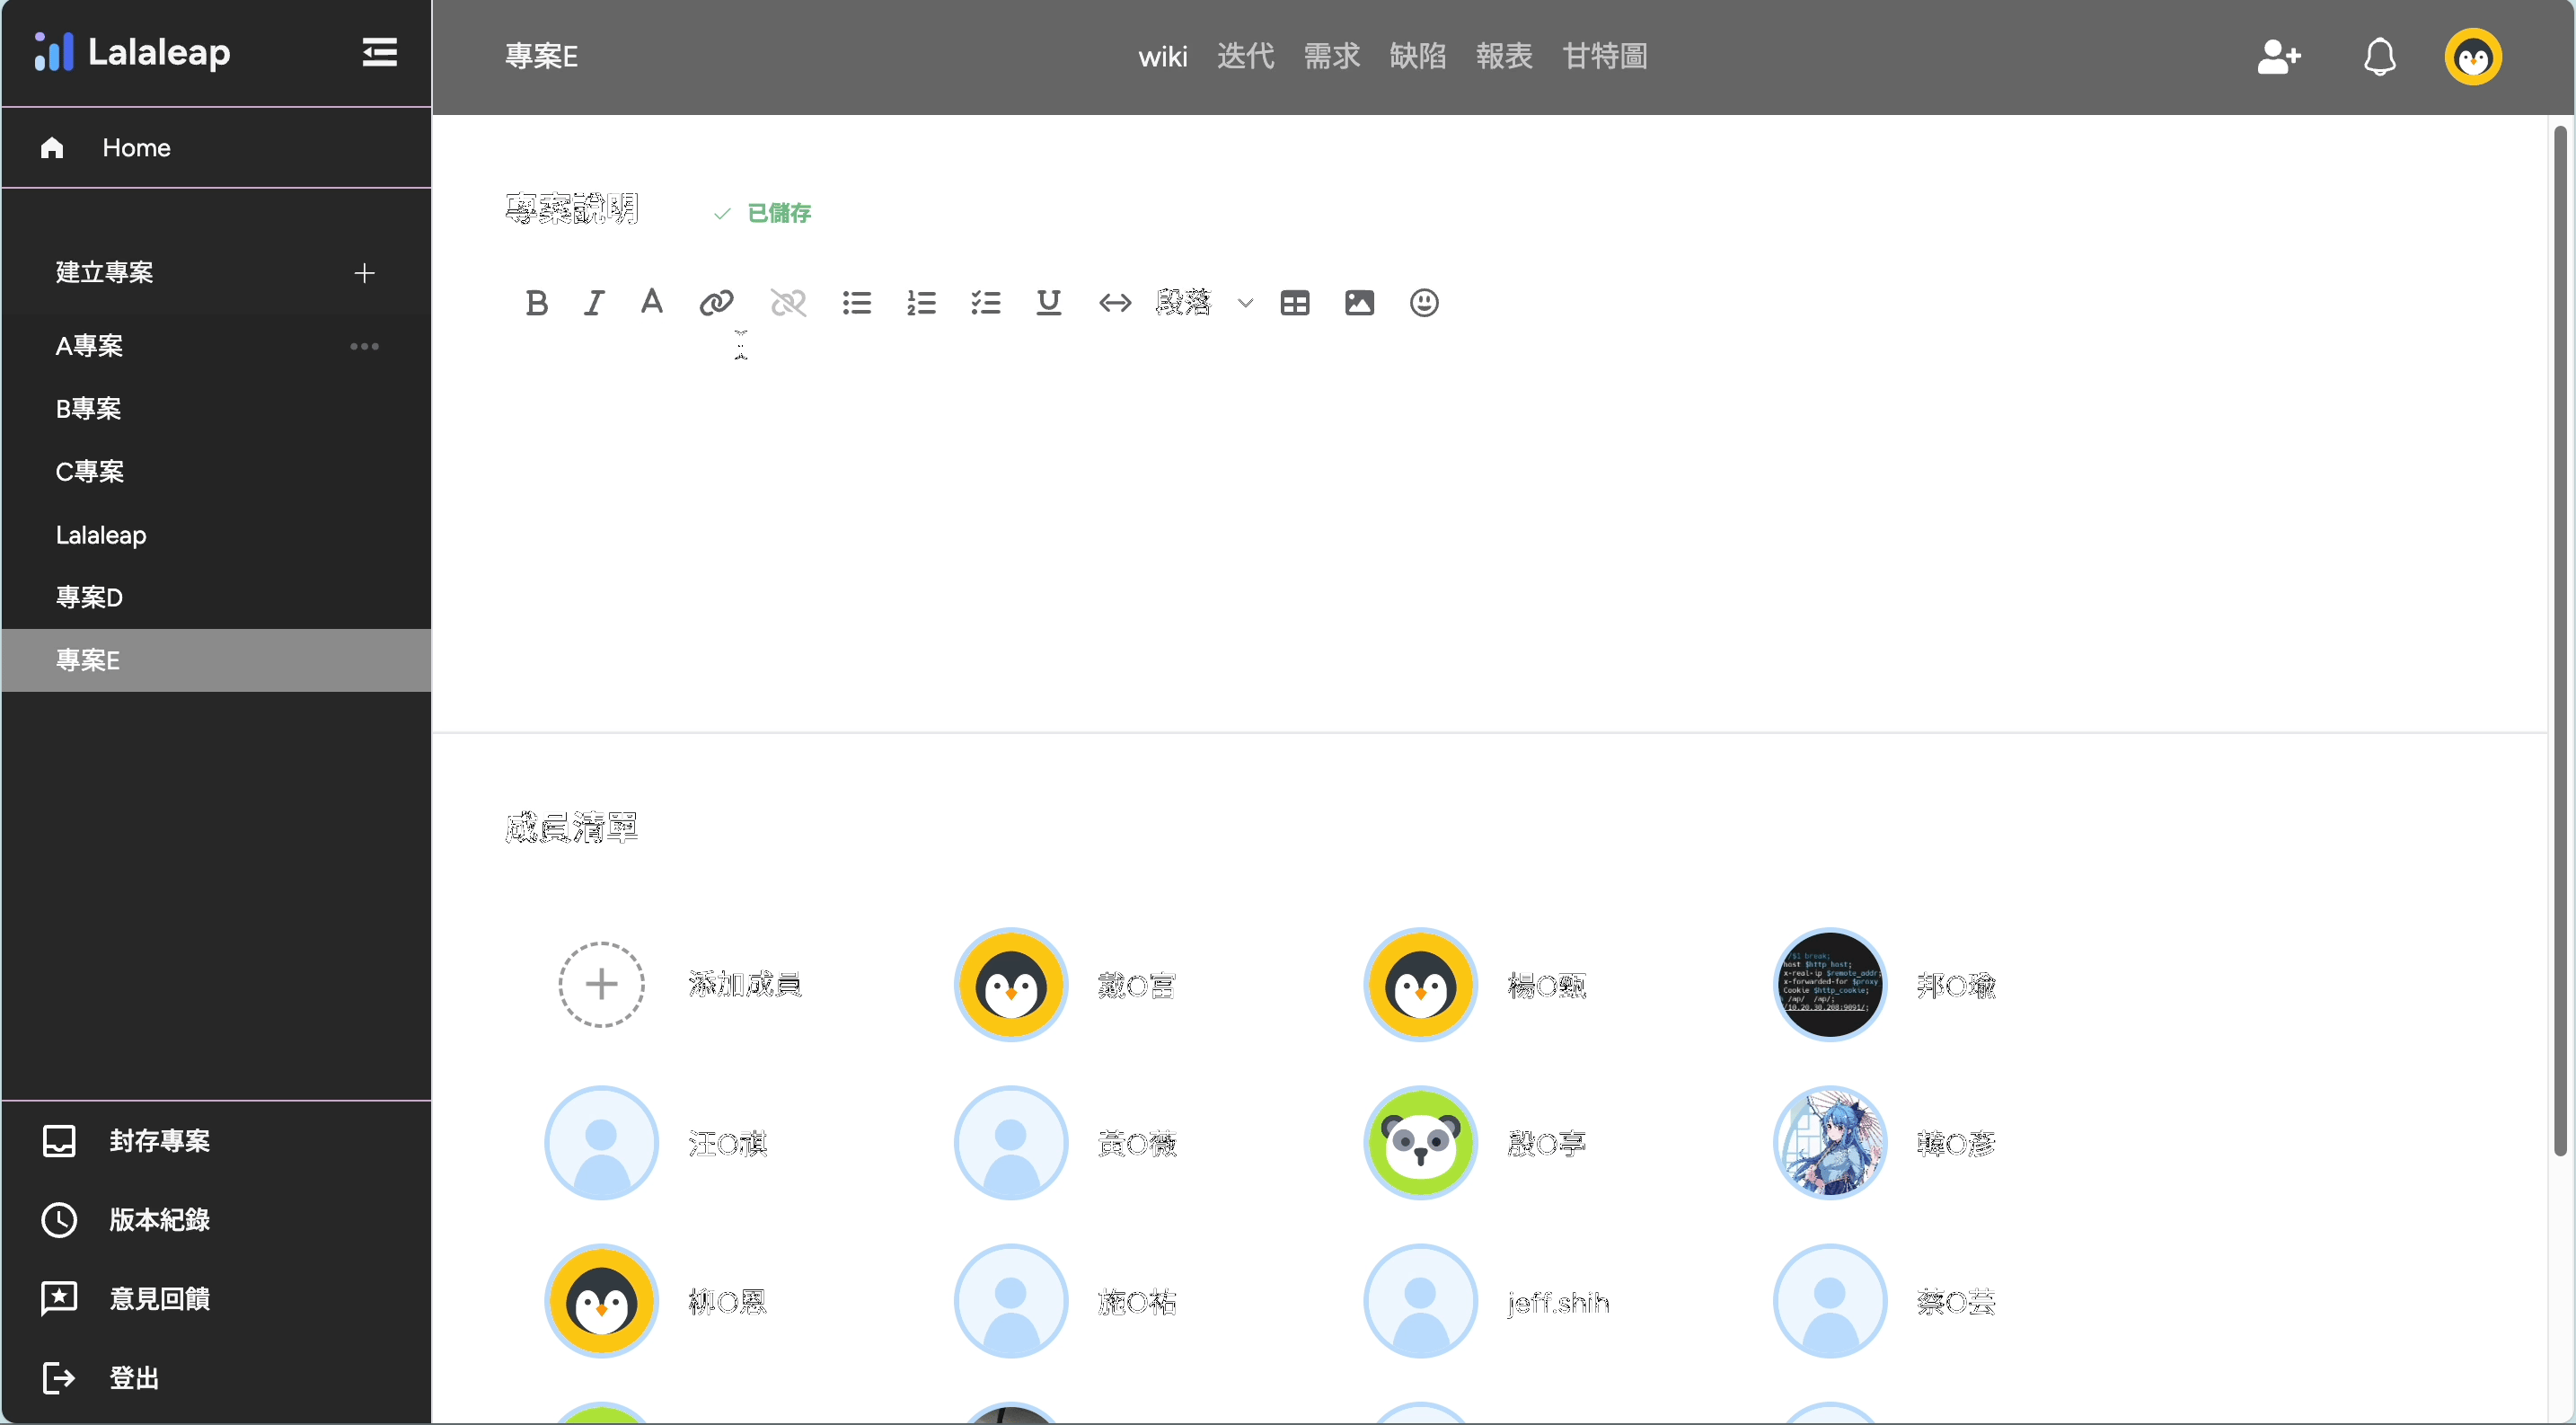 Lalaleap
Home
建立專案
A專案
B專案
C專案
Lalaleap
專案D
專案E
封存專案
版本紀錄
意見回饋
登出
專案E
wiki 迭代 需求 缺陷 報表 甘特圖
專案說明 已儲存
段落
成員清單
添加成員 戴O富 楊O甄 邦O瑜
汪O祺 黃O薇 殷O亭 韓O彥
柳O恩 施O祐 jeff.shih 蔡O芸